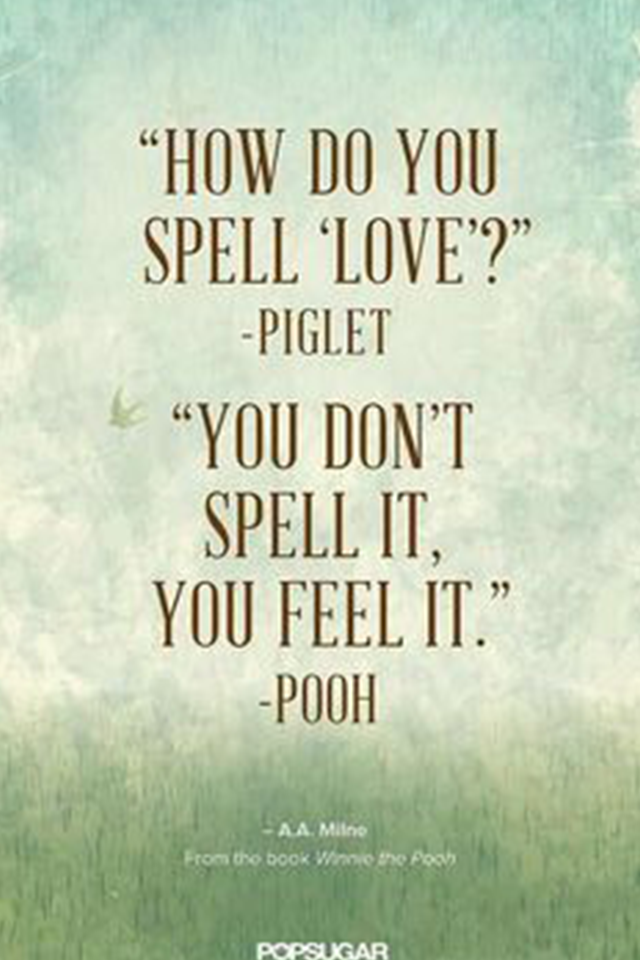 “HOW DO YOU
SPELL ‘LOVE’?”
-PIGLET
“YOU DON’T
SPELL IT,
YOU FEEL IT.”
-POOH
– A.A. Milne
From the book Winnie the Pooh
POPSUGAR